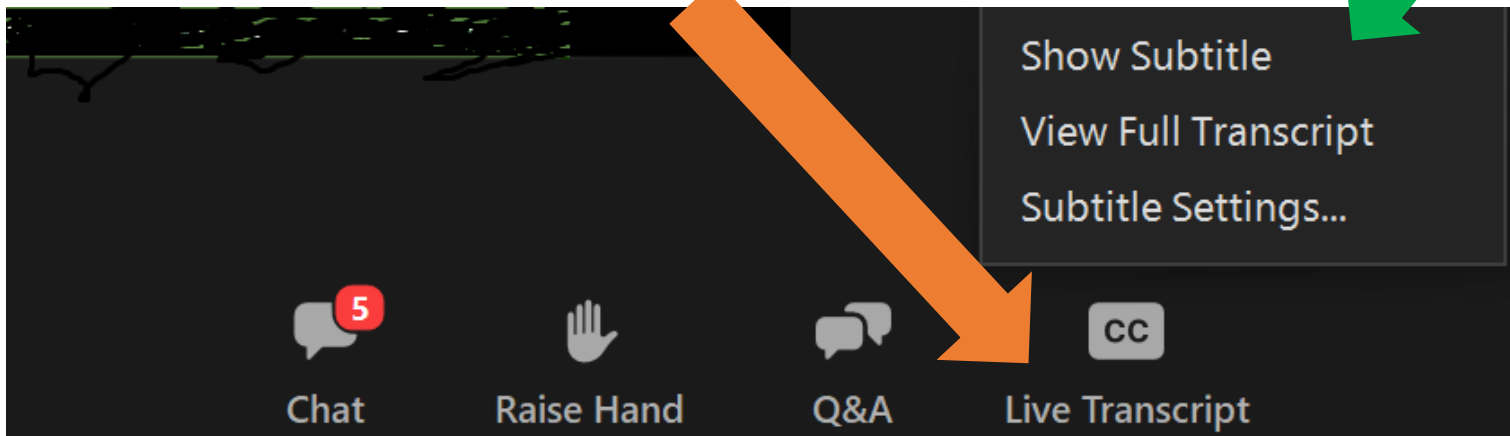 Show Subtitle
View Full Transcript
Subtitle Settings...
5
CC
Chat Raise Hand Q&A Live Transcript